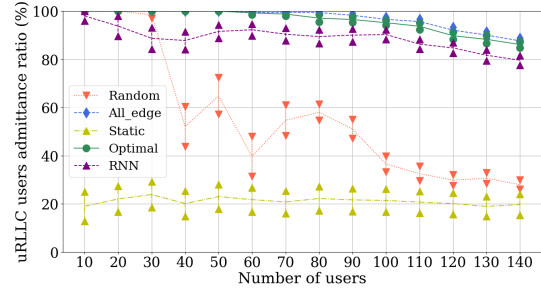 uRLLC users admittance ratio (%)
100
80
60
40
20
0
Random
All_edge
Static
Optimal
RNN
10 20 30 40 50 60 70 80 90 100 110 120 130 140
Number of users